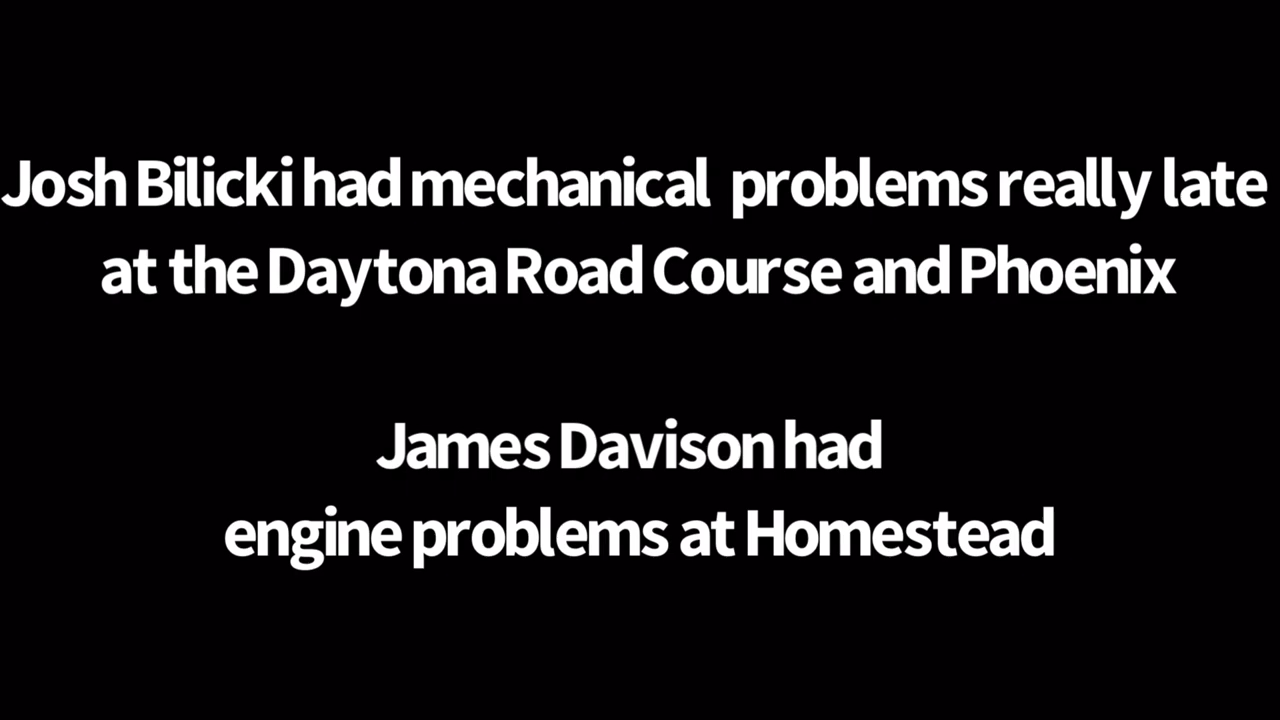 Josh Bilicki had mechanical  problems really late
at the Daytona Road Course and Phoenix
James Davison had
engine problems at Homestead